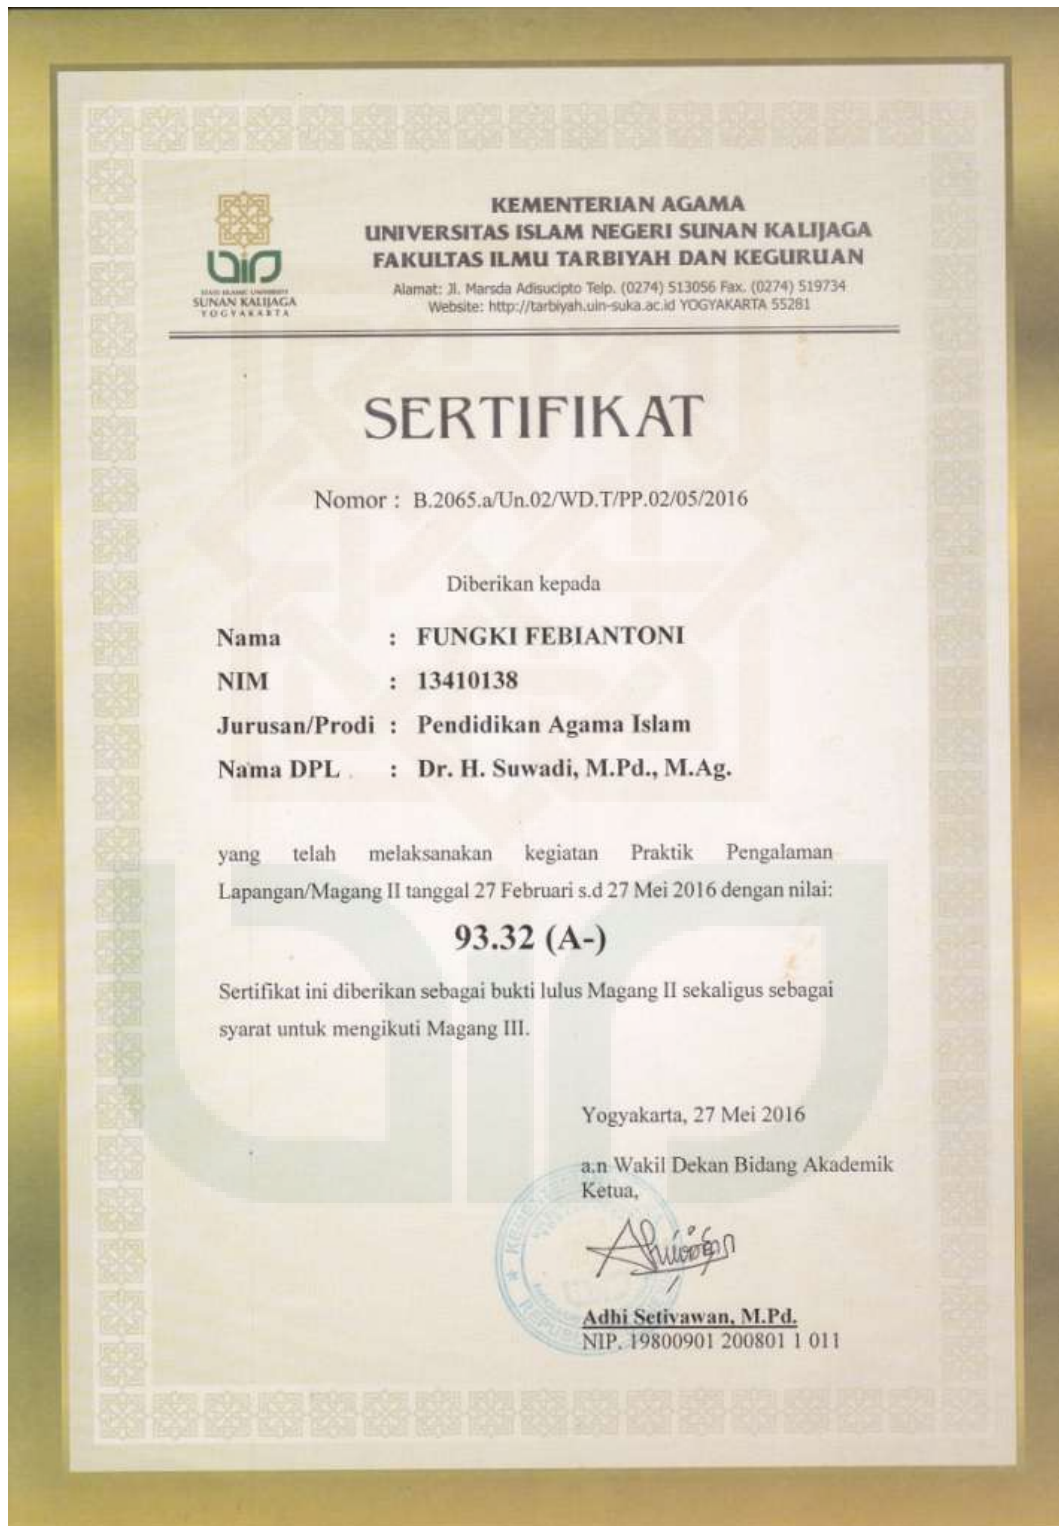 KEMENTERIAN AGAMA
UNIVERSITAS ISLAM NEGERI SUNAN KALIJAGA
FAKULTAS ILMU TARBIYAH DAN KEGURUAN
Alamat: Jl. Marsda Adisucipto Telp. (0274) 513056 Fax. (0274) 519734
Website: http://tarbiyah.uin-suka.ac.id YOGYAKARTA 55281
uin
STATE ISLAMIC UNIVERSITY
SUNAN KALIJAGA
YOGYAKARTA
SERTIFIKAT
Nomor : B.2065.a/Un.02/WD.T/PP.02/05/2016
Diberikan kepada
Nama : FUNGKI FEBIANTONI
NIM : 13410138
Jurusan/Prodi : Pendidikan Agama Islam
Nama DPL : Dr. H. Suwadi, M.Pd., M.Ag.
yang telah melaksanakan kegiatan Praktik Pengalaman
Lapangan/Magang II tanggal 27 Februari s.d 27 Mei 2016 dengan nilai:
93.32 (A-)
Sertifikat ini diberikan sebagai bukti lulus Magang II sekaligus sebagai
syarat untuk mengikuti Magang III.
Yogyakarta, 27 Mei 2016
a.n Wakil Dekan Bidang Akademik
Ketua,
Adhi Setiyawan, M.Pd.
NIP. 19800901 200801 1 011